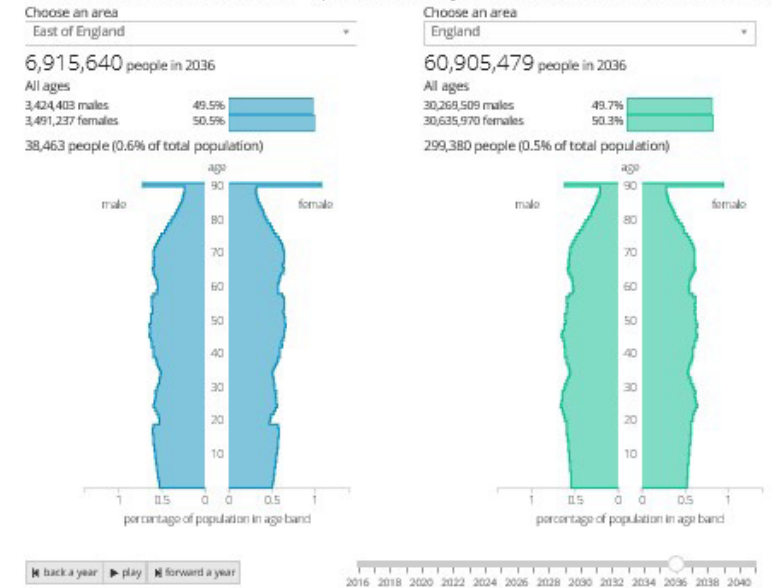 Choose an area
East of England
6,915,640 people in 2036
All ages
3,424,403 males 49.5%
3,491,237 females 50.5%
38,463 people (0.6% of total population)
age
male 90 female
80
70
60
50
40
30
20
10
1 0.5 0 0 0.5 1
percentage of population in age band
Choose an area
England
60,905,479 people in 2036
All ages
30,269,509 males 49.7%
30,635,970 females 50.3%
299,380 people (0.5% of total population)
age
male 90 female
80
70
60
50
40
30
20
10
1 0.5 0 0 0.5 1
percentage of population in age band
back a year play forward a year
2016 2018 2020 2022 2024 2026 2028 2030 2032 2034 2036 2038 2040